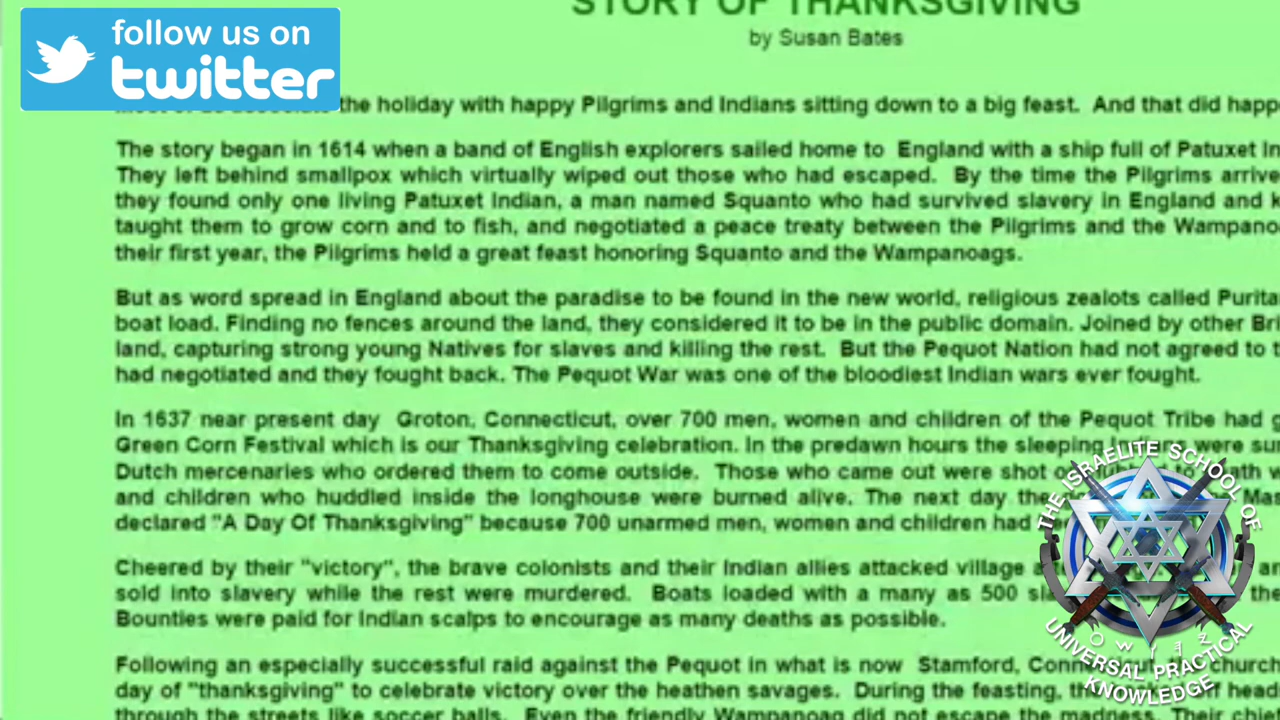 follow us on
twitter
STORY OF THANKSGIVING
by Susan Bates
the holiday with happy Pilgrims and Indians sitting down to a big feast. And that did happ
The story began in 1614 when a band of English explorers sailed home to England with a ship full of Patuxet In
They left behind smallpox which virtually wiped out those who had escaped. By the time the Pilgrims arrive
they found only one living Patuxet Indian, a man named Squanto who had survived slavery in England and k
taught them to grow corn and to fish, and negotiated a peace treaty between the Pilgrims and the Wampano
their first year, the Pilgrims held a great feast honoring Squanto and the Wampanoags.
But as word spread in England about the paradise to be found in the new world, religious zealots called Purita
boat load. Finding no fences around the land, they considered it to be in the public domain. Joined by other Bri
land, capturing strong young Natives for slaves and killing the rest. But the Pequot Nation had not agreed to t
had negotiated and they fought back. The Pequot War was one of the bloodiest Indian wars ever fought.
In 1637 near present day Groton, Connecticut, over 700 men, women and children of the Pequot Tribe had g
Green Corn Festival which is our Thanksgiving celebration. In the predawn hours the sleeping were su
Dutch mercenaries who ordered them to come outside. Those who came out were shot
and children who huddled inside the longhouse were burned alive. The next day the Mas
declared "A Day Of Thanksgiving" because 700 unarmed men, women and children had
Cheered by their "victory", the brave colonists and their Indian allies attacked village
sold into slavery while the rest were murdered. Boats loaded with a many as 500 the
Bounties were paid for Indian scalps to encourage as many deaths as possible.
Following an especially successful raid against the Pequot in what is now Stamford, church
day of "thanksgiving" to celebrate victory over the heathen savages. During the feasting, head
through the streets like soccer balls. Even the friendly Wampanoag did not escape the madness. Their chie
THE ISRAELITE SCHOOL OF
UNIVERSAL PRACTICAL
KNOWLEDGE